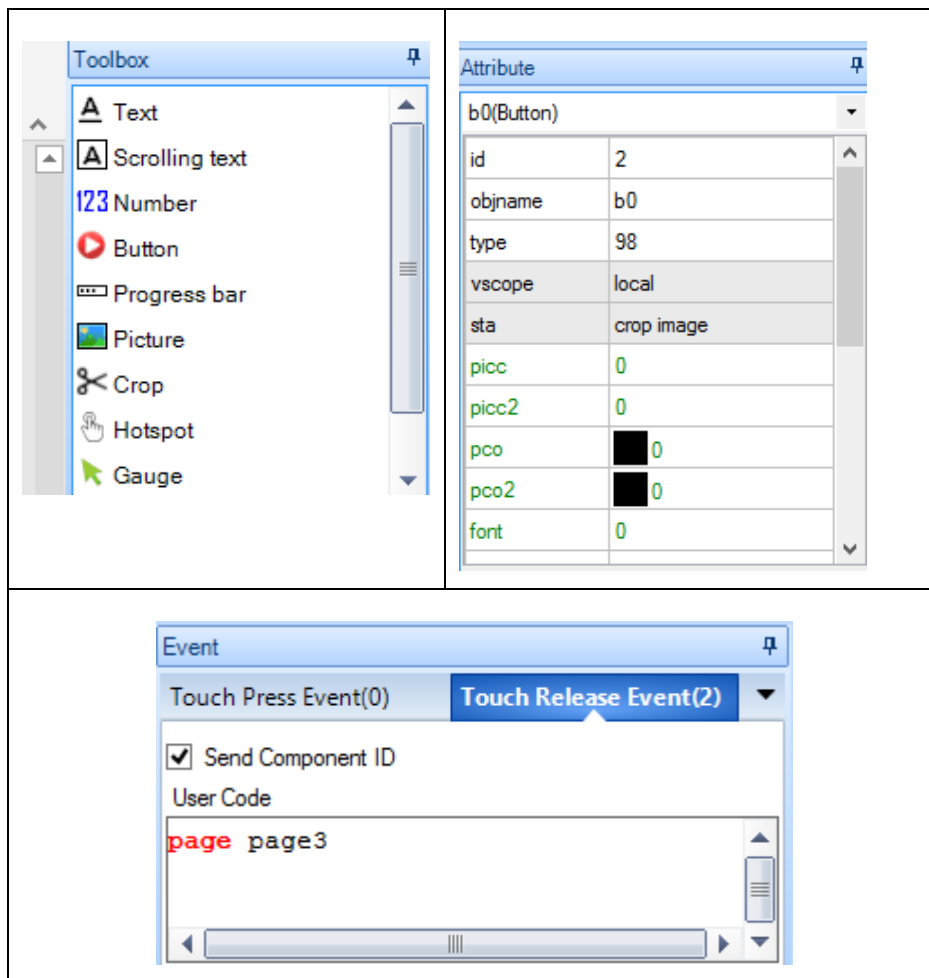 Toolbox
A Text
A Scrolling text
123 Number
Button
Progress bar
Picture
Crop
Hotspot
Gauge
Attribute
b0(Button)
id 2
objname b0
type 98
vscope local
sta crop image
picc 0
picc2 0
pco 0
pco2 0
font 0
Event
Touch Press Event(0) Touch Release Event(2)
Send Component ID
User Code
page page3